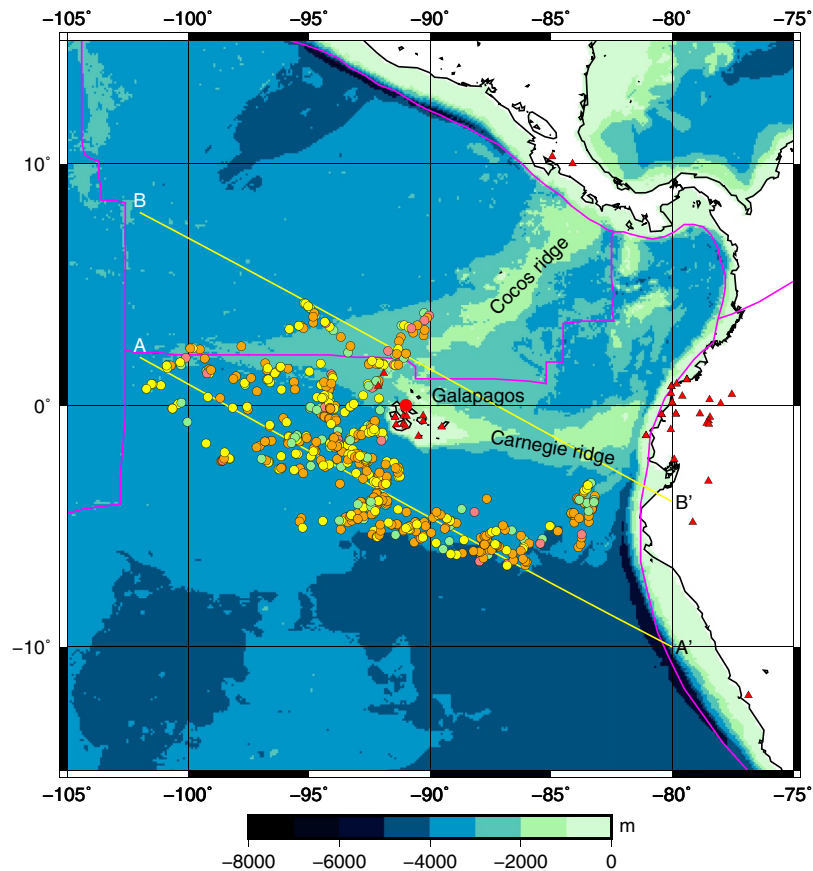 −105˚ −100˚ −95˚ −90˚ −85˚ −80˚ −75˚
10˚
B
Cocos ridge
A
0˚
Galapagos
Carnegie ridge
B'
−10˚
A'
−105˚ −100˚ −95˚ −90˚ −85˚ −80˚ −75˚
m
−8000 −6000 −4000 −2000 0